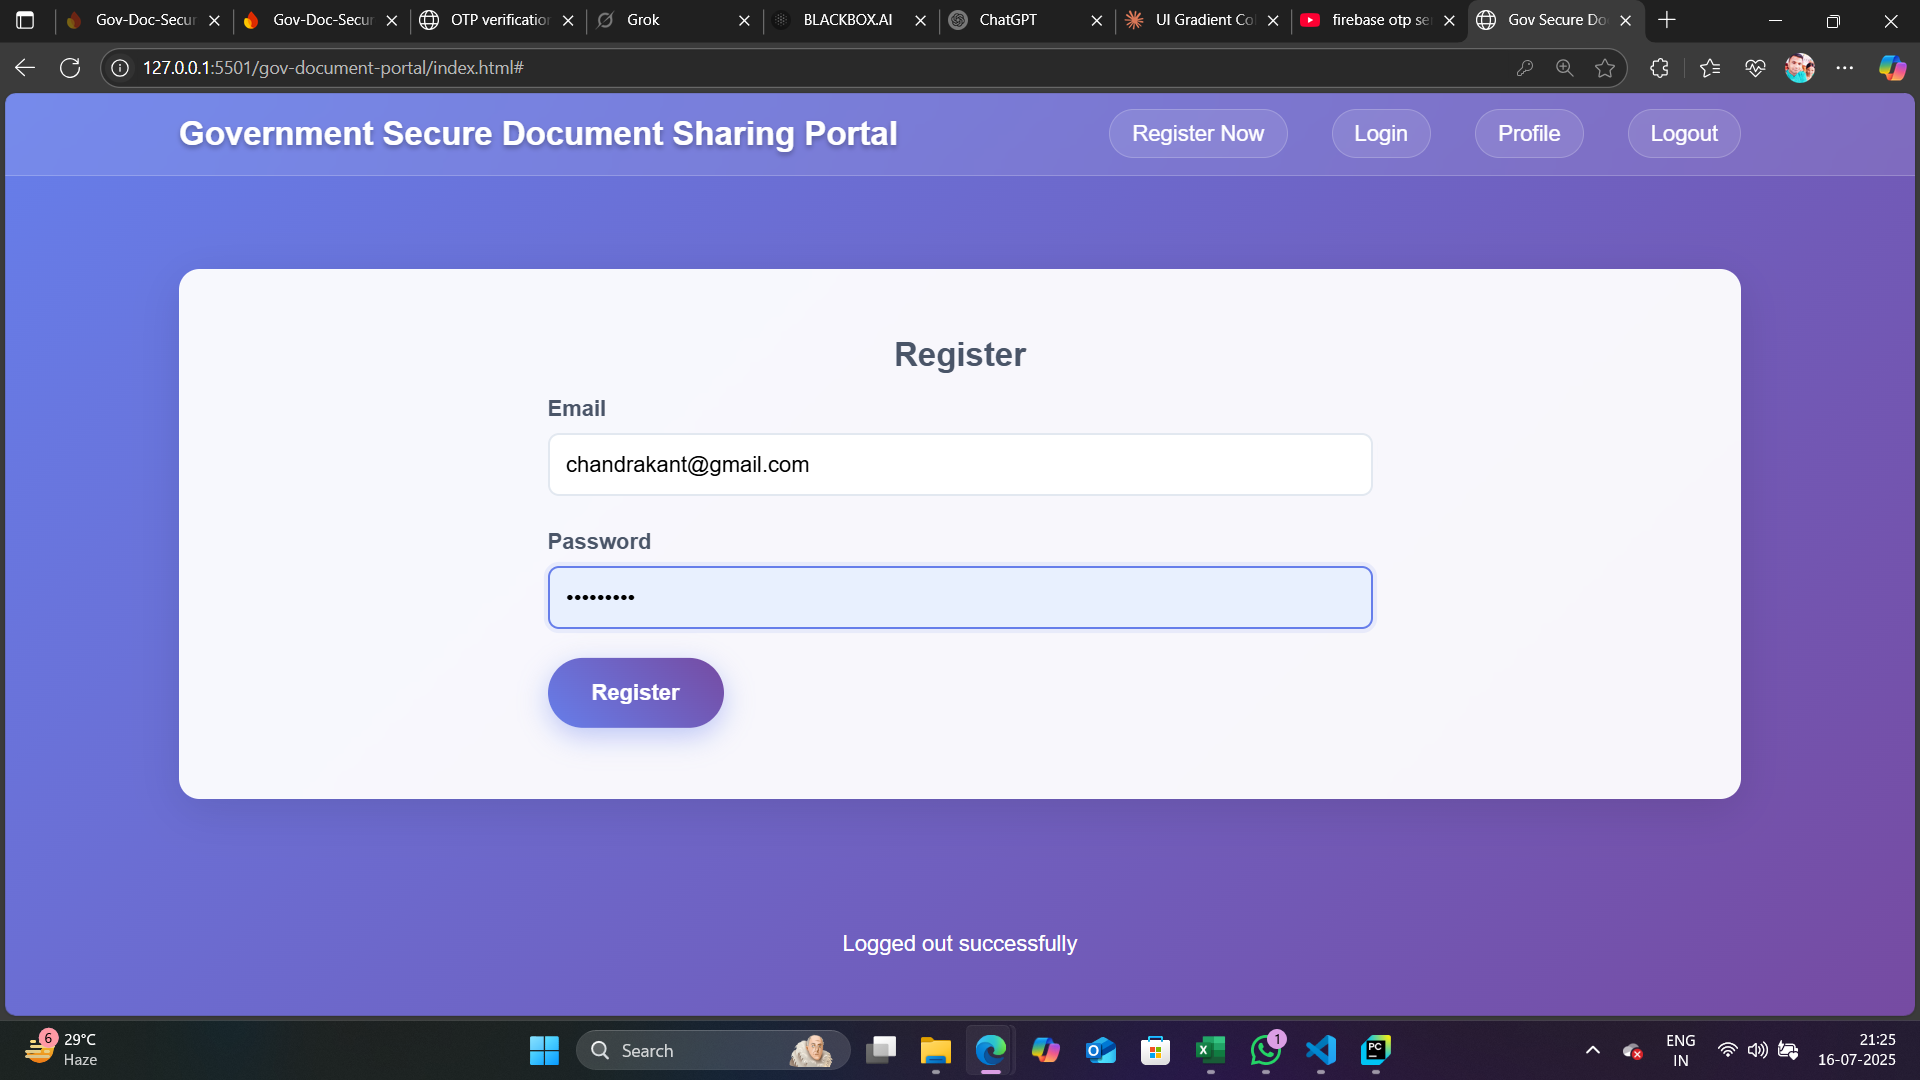 Gov-Doc-Secur
Gov-Doc-Secur
OTP verification
Grok
BLACKBOX.AI
ChatGPT
UI Gradient Co
firebase otp se
Gov Secure Do
127.0.0.1:5501/gov-document-portal/index.html#
Government Secure Document Sharing Portal
Register Now
Login
Profile
Logout
Register
Email
chandrakant@gmail.com
Password
•••••••••
Register
Logged out successfully
6
29°C
Haze
Search
1
ENG
IN
21:25
16-07-2025